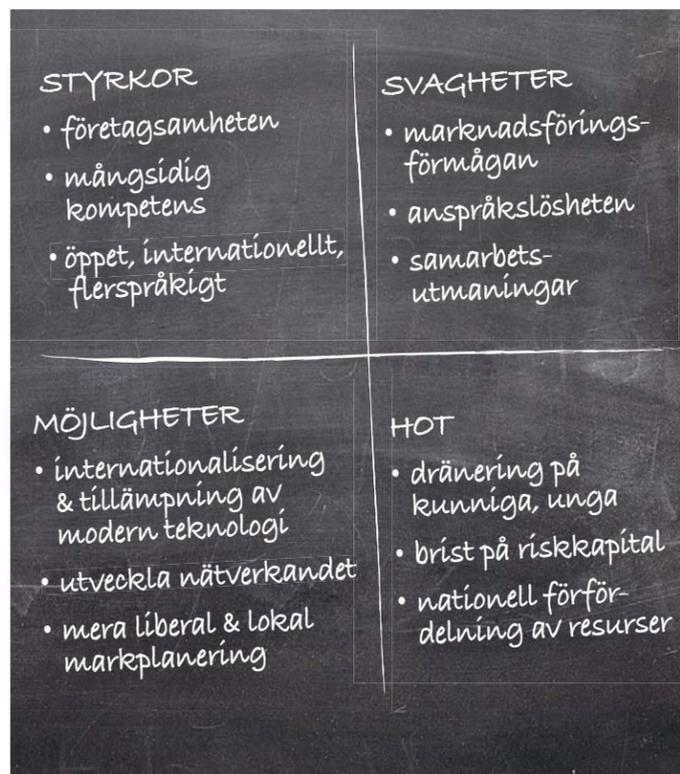 STYRKOR
• företagsamheten
• mångsidig
kompetens
• öppet, internationellt,
flerspråkigt
SVAGHETER
• marknadsförings-
förmågan
• anspråkslösheten
• samarbets-
utmaningar
MÖJLIGHETER
• internationalisering
& tillämpning av
modern teknologi
• utveckla nätverkandet
• mera liberal & lokal
markplanering
HOT
• dränering på
kunniga, unga
• brist på riskkapital
• nationell förför-
delning av resurser